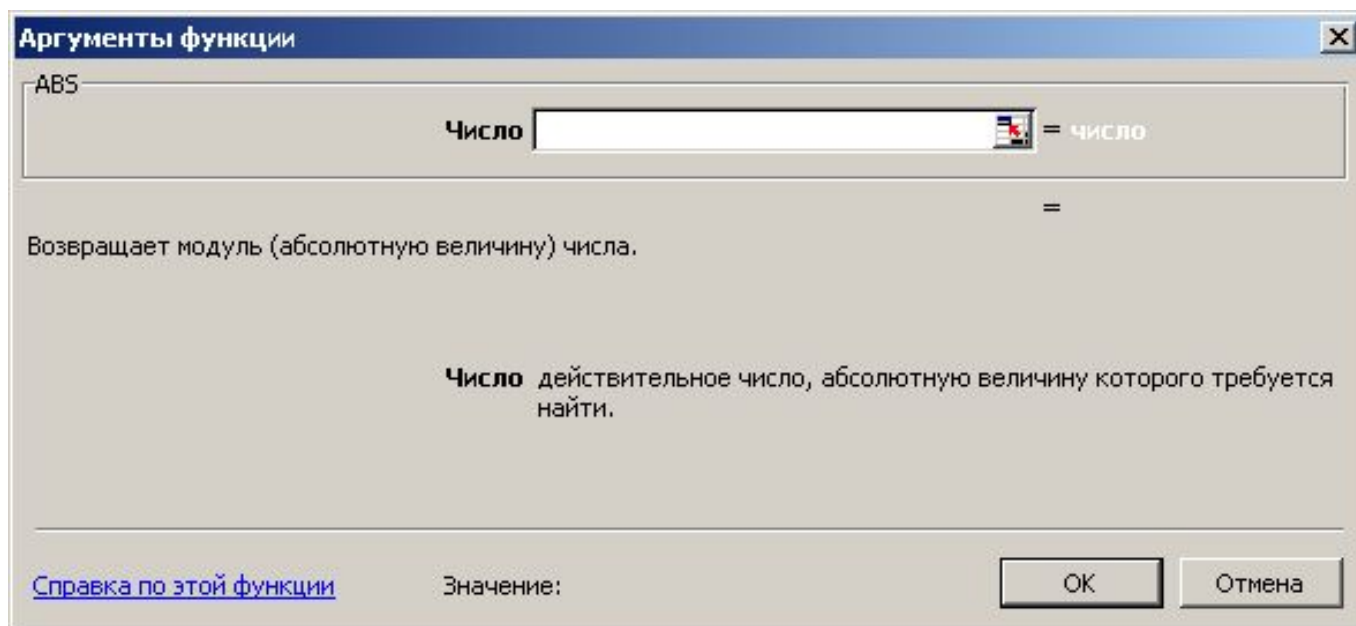 Аргументы функции
ABS
Число = число
=
Возвращает модуль (абсолютную величину) числа.
Число действительное число, абсолютную величину которого требуется
найти.
Справка по этой функции Значение: OK Отмена